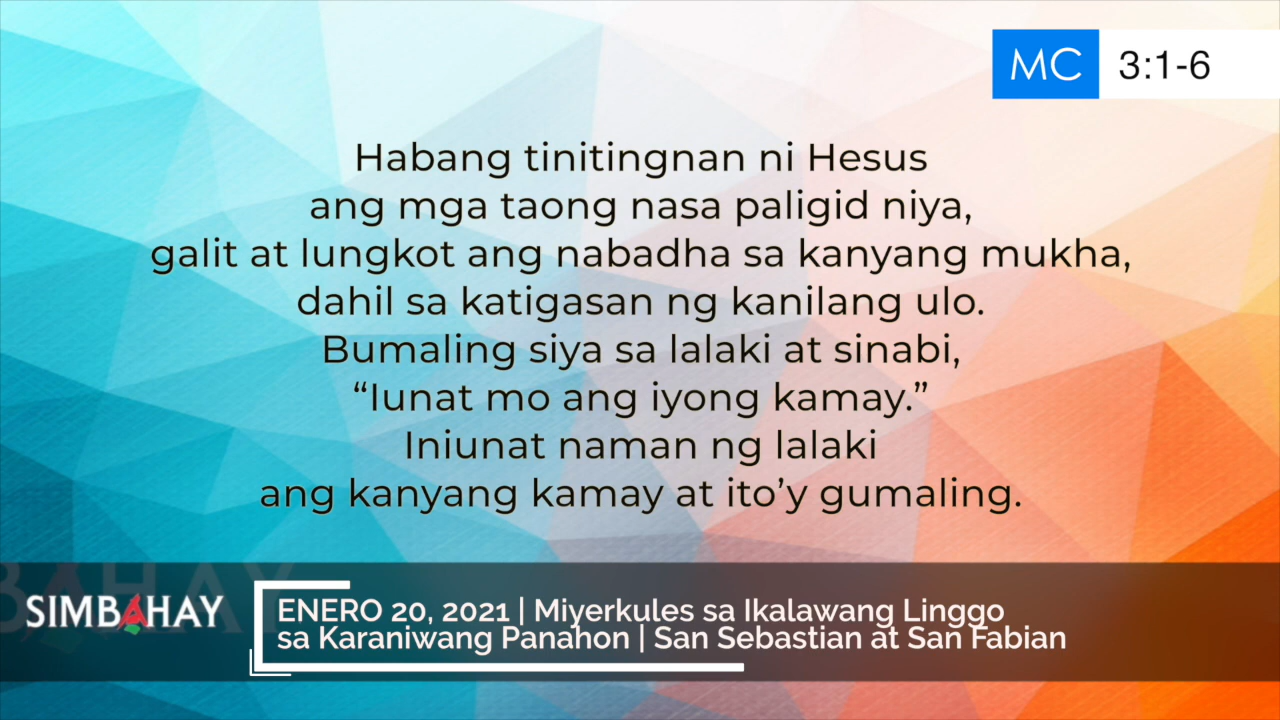 MC 3:1-6
Habang tinitingnan ni Hesus
ang mga taong nasa paligid niya,
galit at lungkot ang nabadha sa kanyang mukha,
dahil sa katigasan ng kanilang ulo.
Bumaling siya sa lalaki at sinabi,
“Iunat mo ang iyong kamay.”
Iniunat naman ng lalaki
ang kanyang kamay at ito’y gumaling.
SIMBAHAY
ENERO 20, 2021 | Miyerkules sa Ikalawang Linggo
sa Karaniwang Panahon | San Sebastian at San Fabian